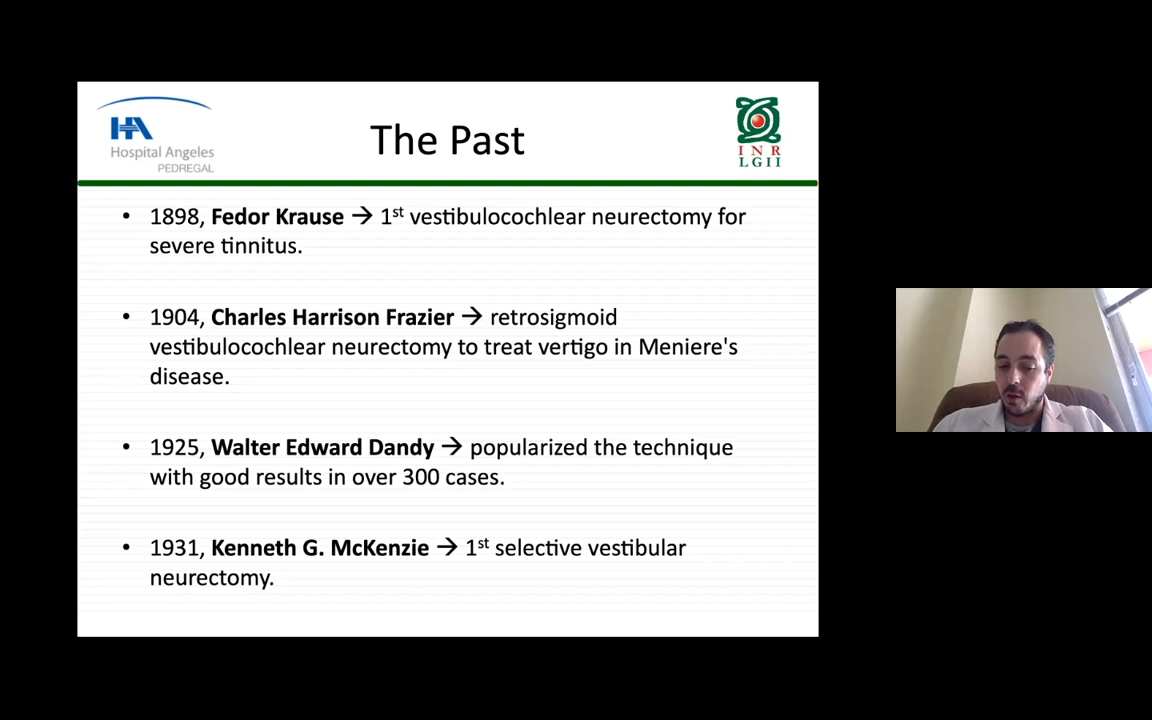 HA
Hospital Angeles
PEDREGAL
The Past
INR
LGII
• 1898, Fedor Krause → 1st vestibulocochlear neurectomy for
severe tinnitus.
• 1904, Charles Harrison Frazier → retrosigmoid
vestibulocochlear neurectomy to treat vertigo in Meniere's
disease.
• 1925, Walter Edward Dandy → popularized the technique
with good results in over 300 cases.
• 1931, Kenneth G. McKenzie → 1st selective vestibular
neurectomy.